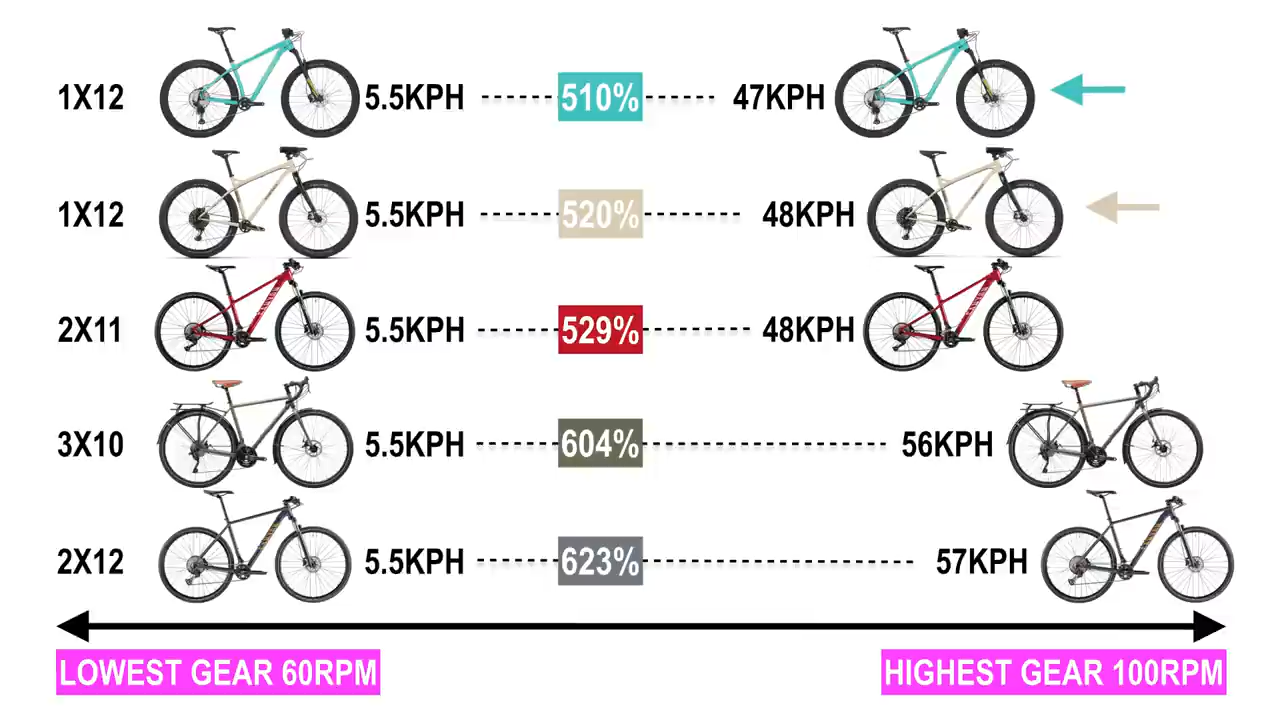 1X12 5.5KPH 510% 47KPH
1X12 5.5KPH 520% 48KPH
2X11 5.5KPH 529% 48KPH
3X10 5.5KPH 604% 56KPH
2X12 5.5KPH 623% 57KPH
LOWEST GEAR 60RPM HIGHEST GEAR 100RPM